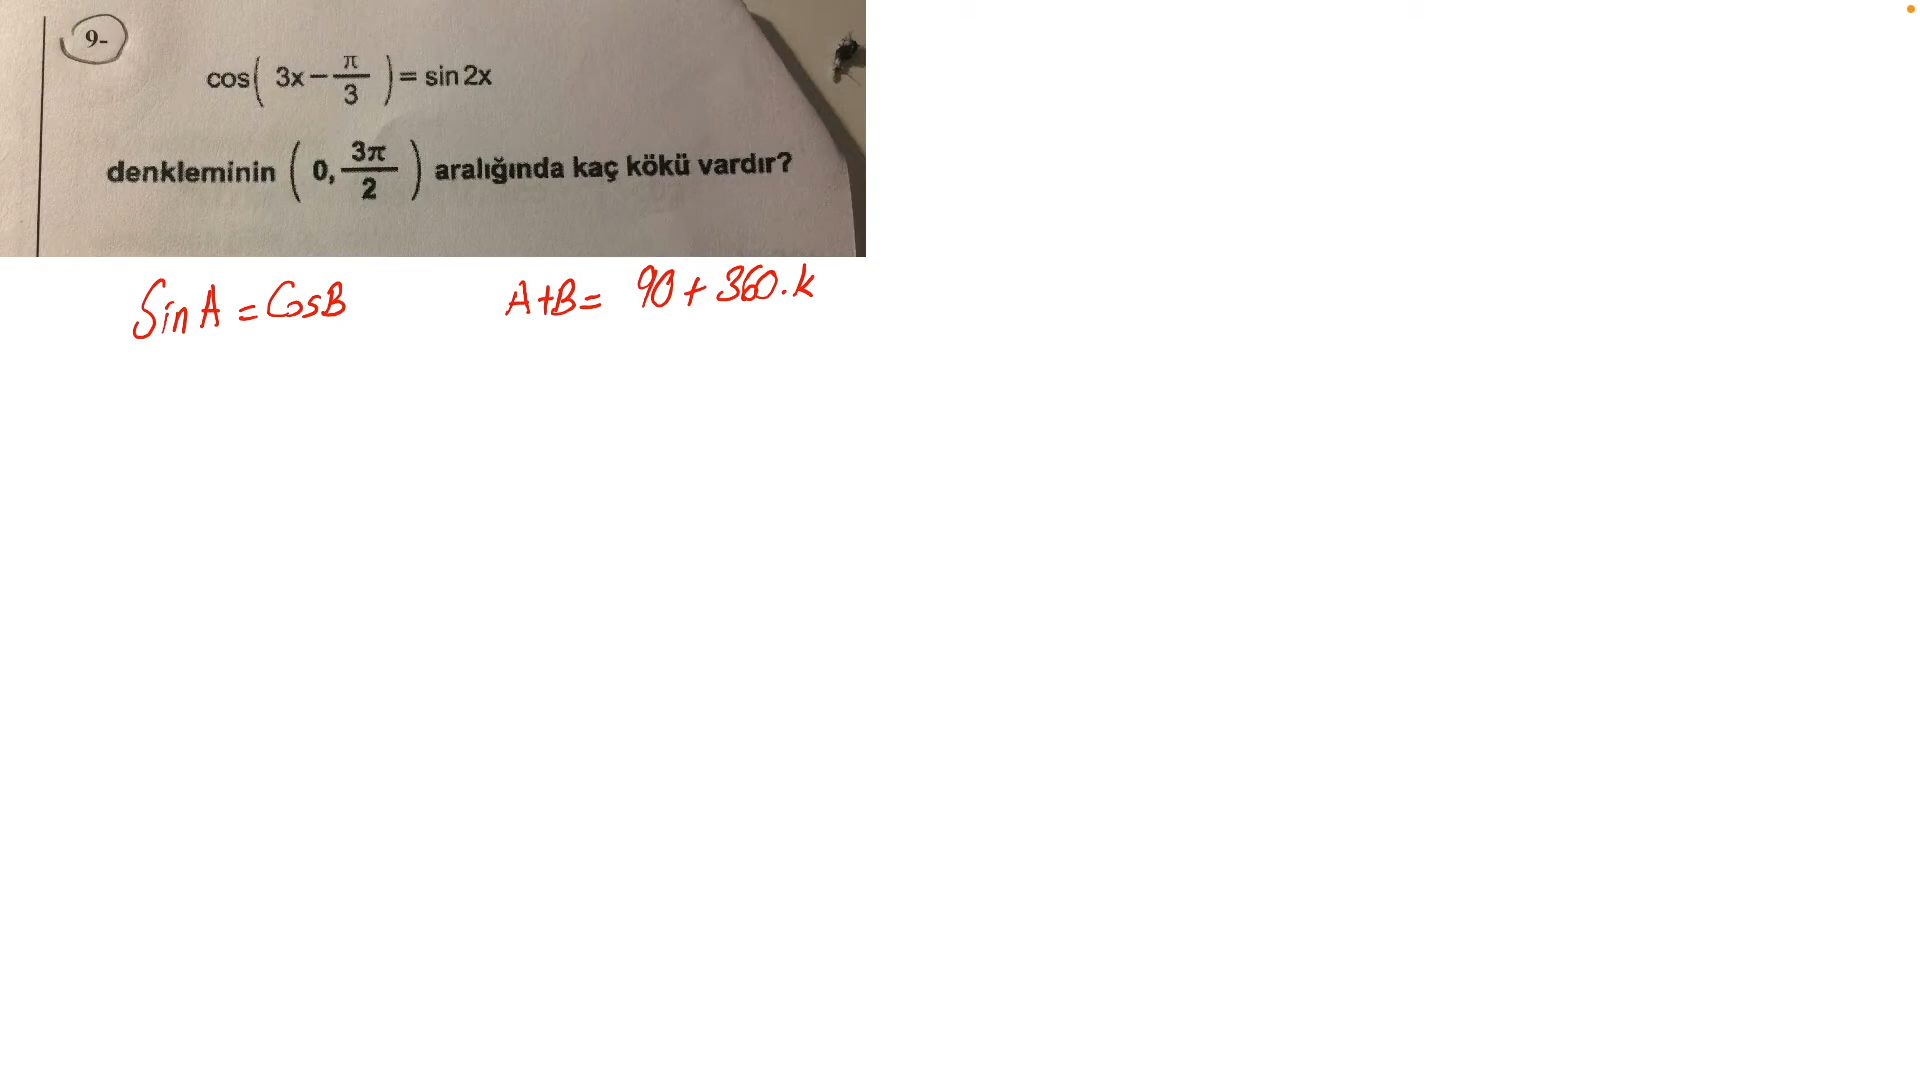 9-
cos( 3x − π/3 ) = sin 2x
denkleminin ( 0, 3π/2 ) aralığında kaç kökü vardır?
Sin A = Cos B A+B = 90 + 360.k